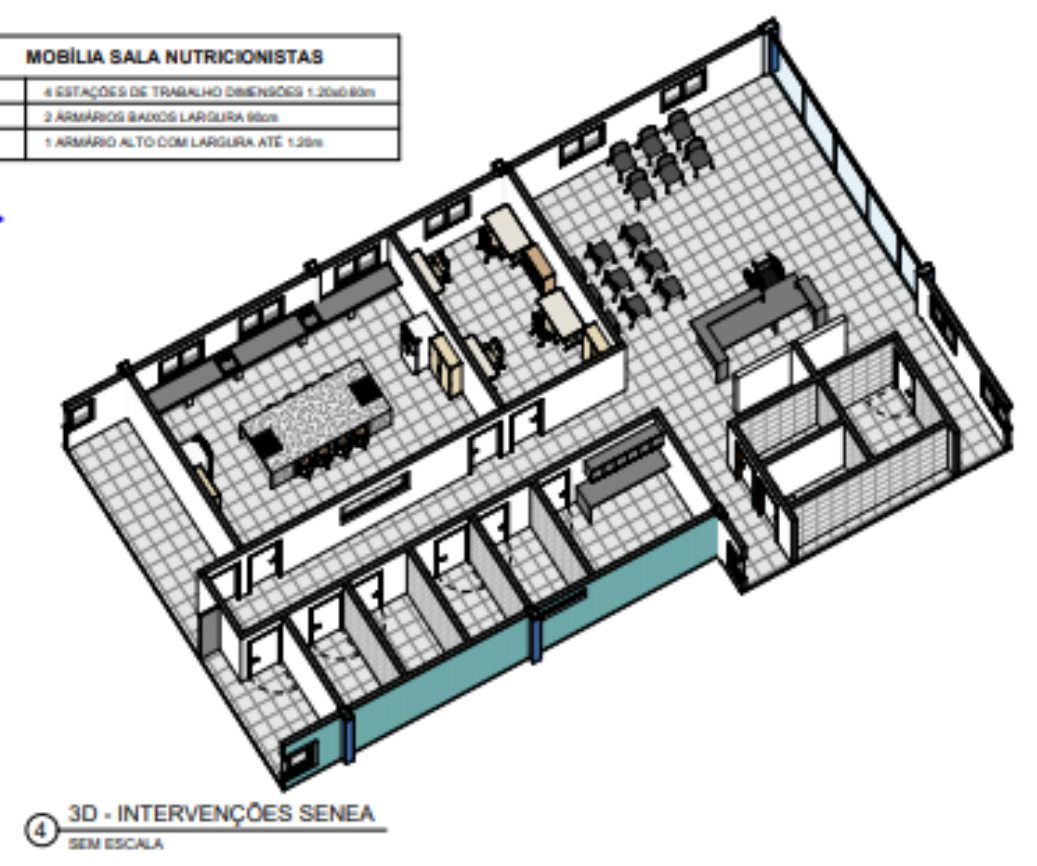 MOBÍLIA SALA NUTRICIONISTAS
4 ESTAÇÕES DE TRABALHO DIMENSÕES 1.20x0.60m
2 ÁRMÁRIOS BAIXOS LARGURA 90cm
1 ARMÁRIO ALTO COM LARGURA ATÉ 1.20m
4 3D - INTERVENÇÕES SENEA
SEM ESCALA